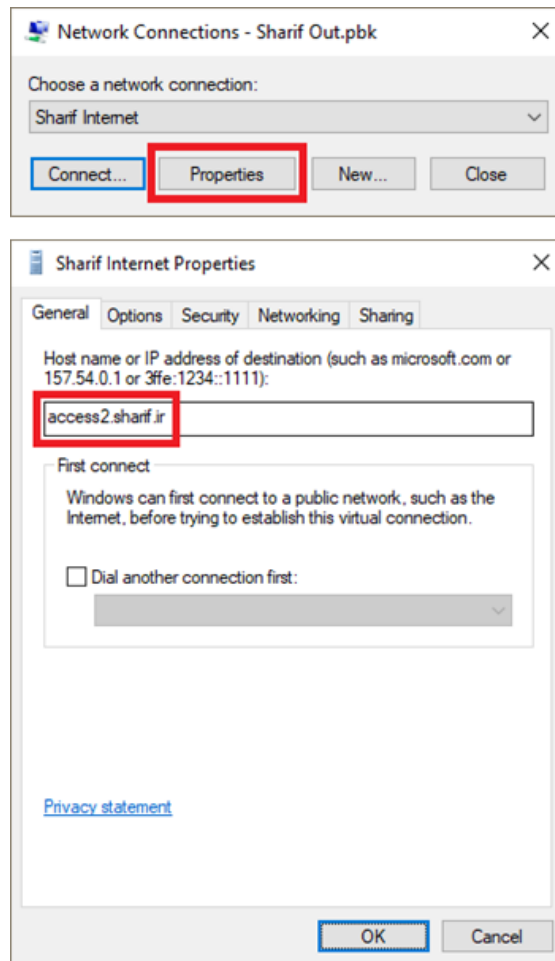 Network Connections - Sharif Out.pbk
Choose a network connection:
Sharif Internet
Connect... Properties New... Close
Sharif Internet Properties
General Options Security Networking Sharing
Host name or IP address of destination (such as microsoft.com or
157.54.0.1 or 3ffe:1234::1111):
access2.sharif.ir
First connect
Windows can first connect to a public network, such as the
Internet, before trying to establish this virtual connection.
Dial another connection first:
Privacy statement
OK Cancel